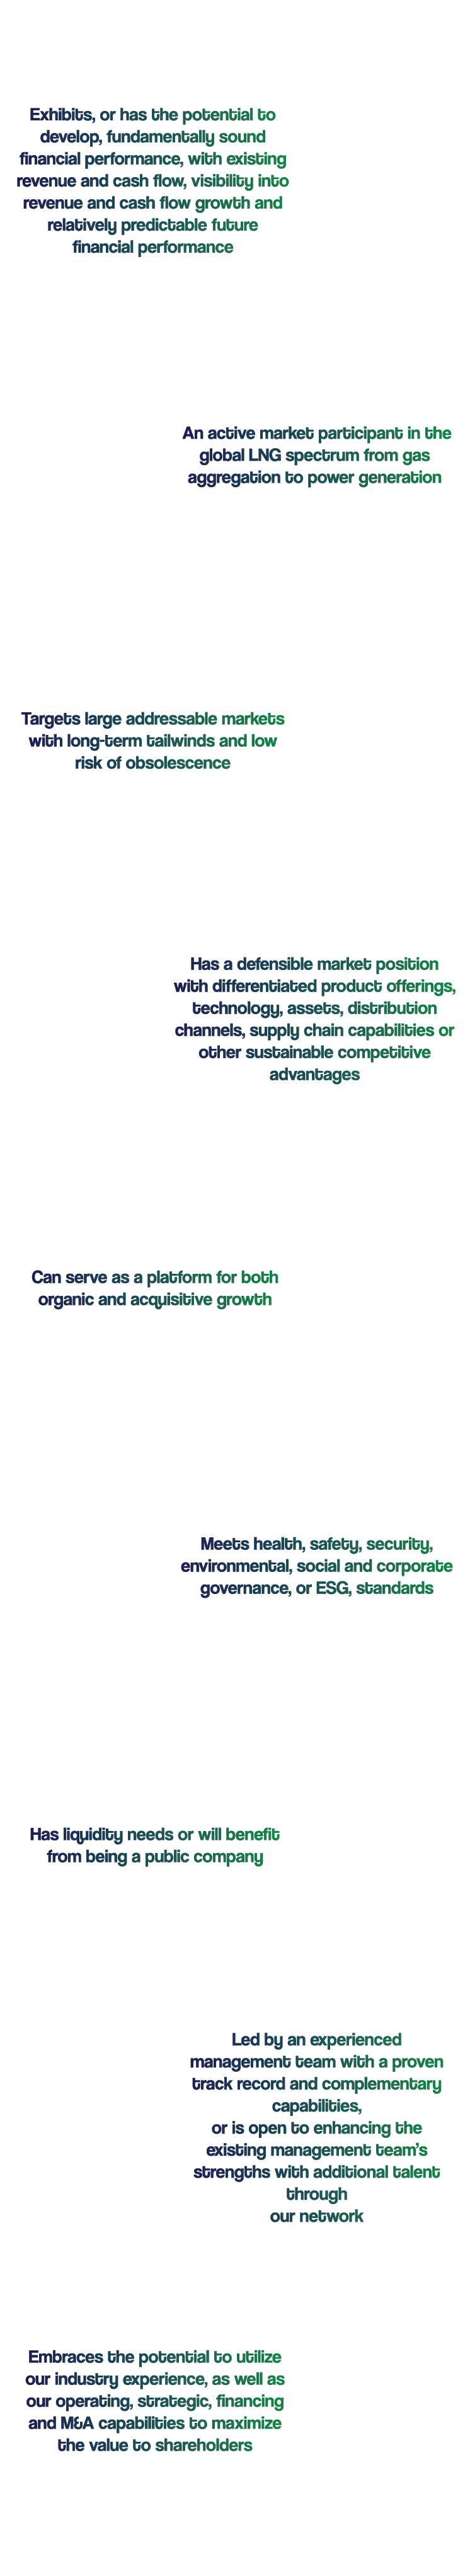 Exhibits, or has the potential to
develop, fundamentally sound
financial performance, with existing
revenue and cash flow, visibility into
revenue and cash flow growth and
relatively predictable future
financial performance
An active market participant in the
global LNG spectrum from gas
aggregation to power generation
Targets large addressable markets
with long-term tailwinds and low
risk of obsolescence
Has a defensible market position
with differentiated product offerings,
technology, assets, distribution
channels, supply chain capabilities or
other sustainable competitive
advantages
Can serve as a platform for both
organic and acquisitive growth
Meets health, safety, security,
environmental, social and corporate
governance, or ESG, standards
Has liquidity needs or will benefit
from being a public company
Led by an experienced
management team with a proven
track record and complementary
capabilities,
or is open to enhancing the
existing management team's
strengths with additional talent
through
our network
Embraces the potential to utilize
our industry experience, as well as
our operating, strategic, financing
and M&A capabilities to maximize
the value to shareholders